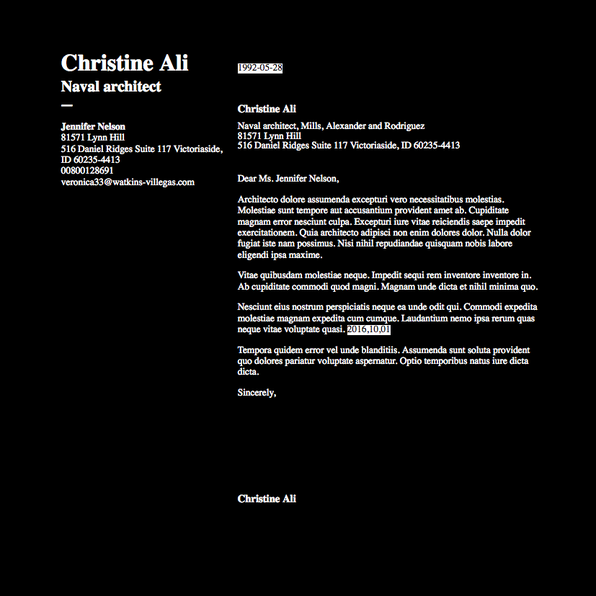 Christine Ali
Naval architect
—
Jennifer Nelson
81571 Lynn Hill
516 Daniel Ridges Suite 117 Victoriaside,
ID 60235-4413
00800128691
veronica33@watkins-villegas.com
1992-05-28
Christine Ali
Naval architect, Mills, Alexander and Rodriguez
81571 Lynn Hill
516 Daniel Ridges Suite 117 Victoriaside, ID 60235-4413
Dear Ms. Jennifer Nelson,
Architecto dolore assumenda excepturi vero necessitatibus molestias.
Molestiae sunt tempore aut accusantium provident amet ab. Cupiditate
magnam error nesciunt culpa. Excepturi iure vitae reiciendis saepe impedit
exercitationem. Quia architecto adipisci non enim dolores dolor. Nulla dolor
fugiat iste nam possimus. Nisi nihil repudiandae quisquam nobis labore
eligendi ipsa maxime.
Vitae quibusdam molestiae neque. Impedit sequi rem inventore inventore in.
Ab cupiditate commodi quod magni. Magnam unde dicta et nihil minima quo.
Nesciunt eius nostrum perspiciatis neque ea unde odit qui. Commodi expedita
molestiae magnam expedita cum cumque. Laudantium nemo ipsa rerum quas
neque vitae voluptate quasi. 2016,10,01
Tempora quidem error vel unde blanditiis. Assumenda sunt soluta provident
quo dolores pariatur voluptate aspernatur. Optio temporibus natus iure dicta
dicta.
Sincerely,
Christine Ali